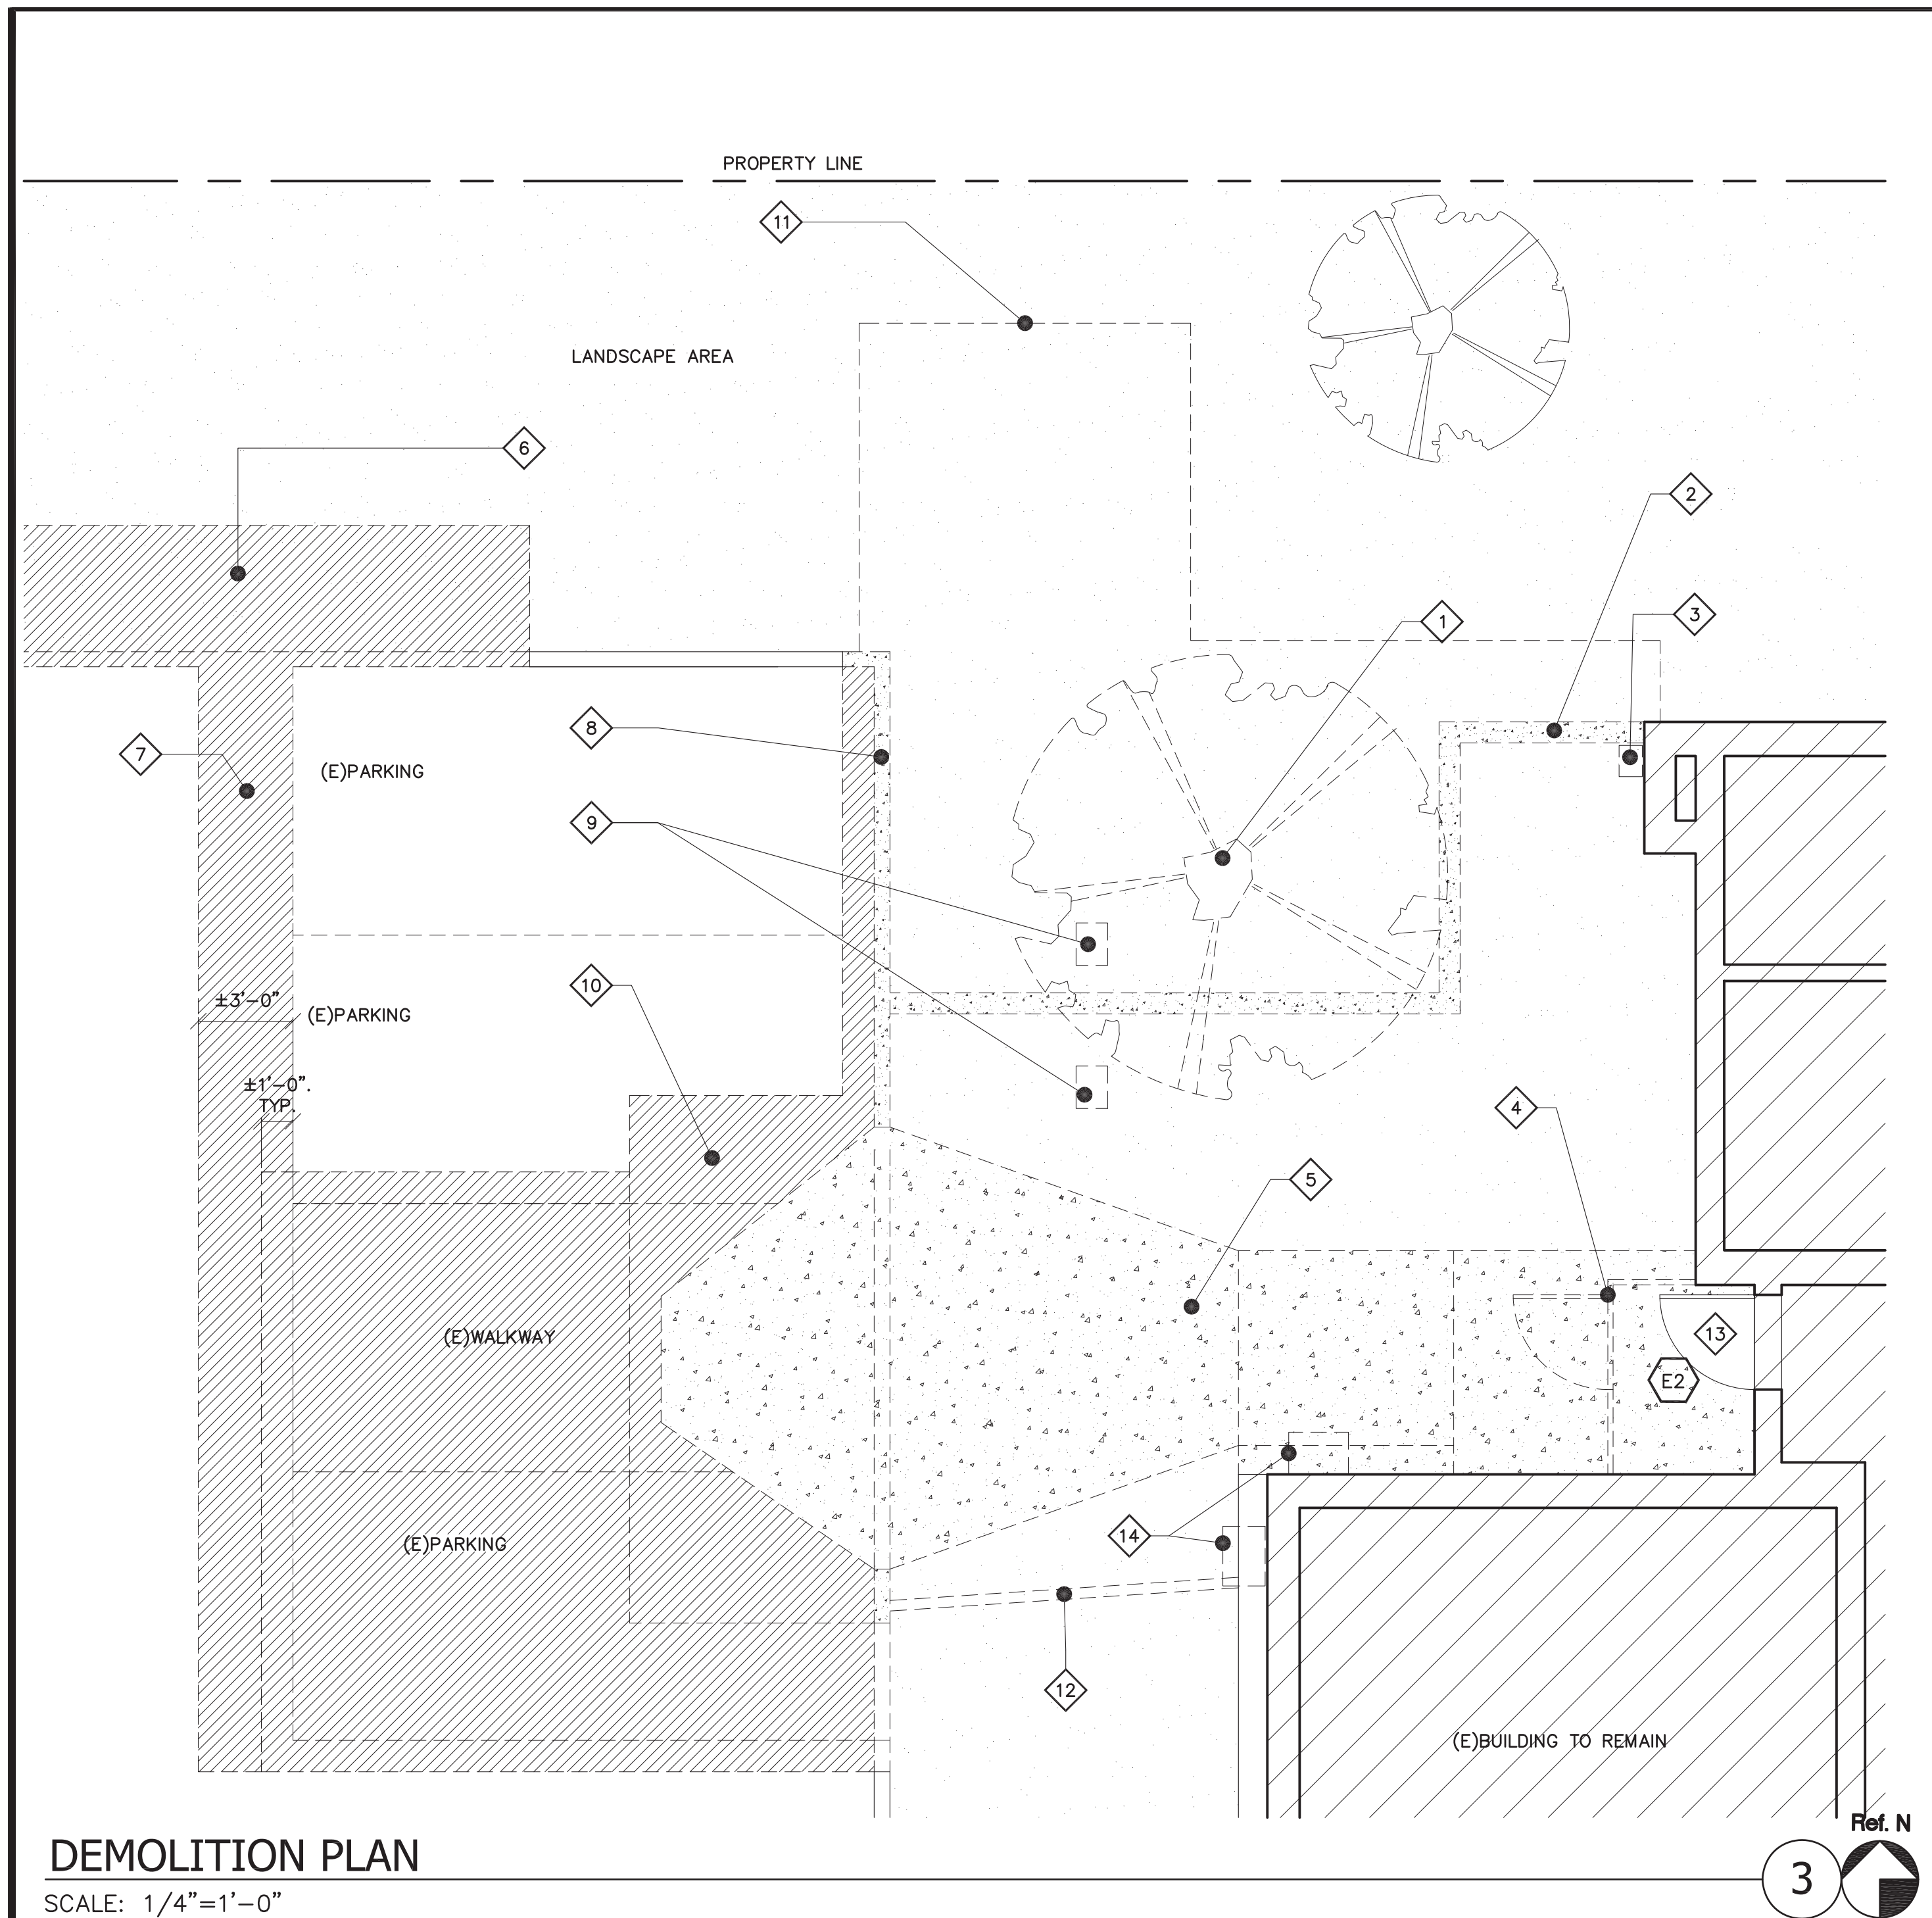 PROPERTY LINE
11
LANDSCAPE AREA
6
2
3
1
8
7
(E)PARKING
9
10
±3'-0"
(E)PARKING
±1'-0".
TYP.
4
5
13
(E)WALKWAY
E2
14
(E)PARKING
12
(E)BUILDING TO REMAIN
Ref. N
DEMOLITION PLAN
3
SCALE: 1/4"=1'-0"